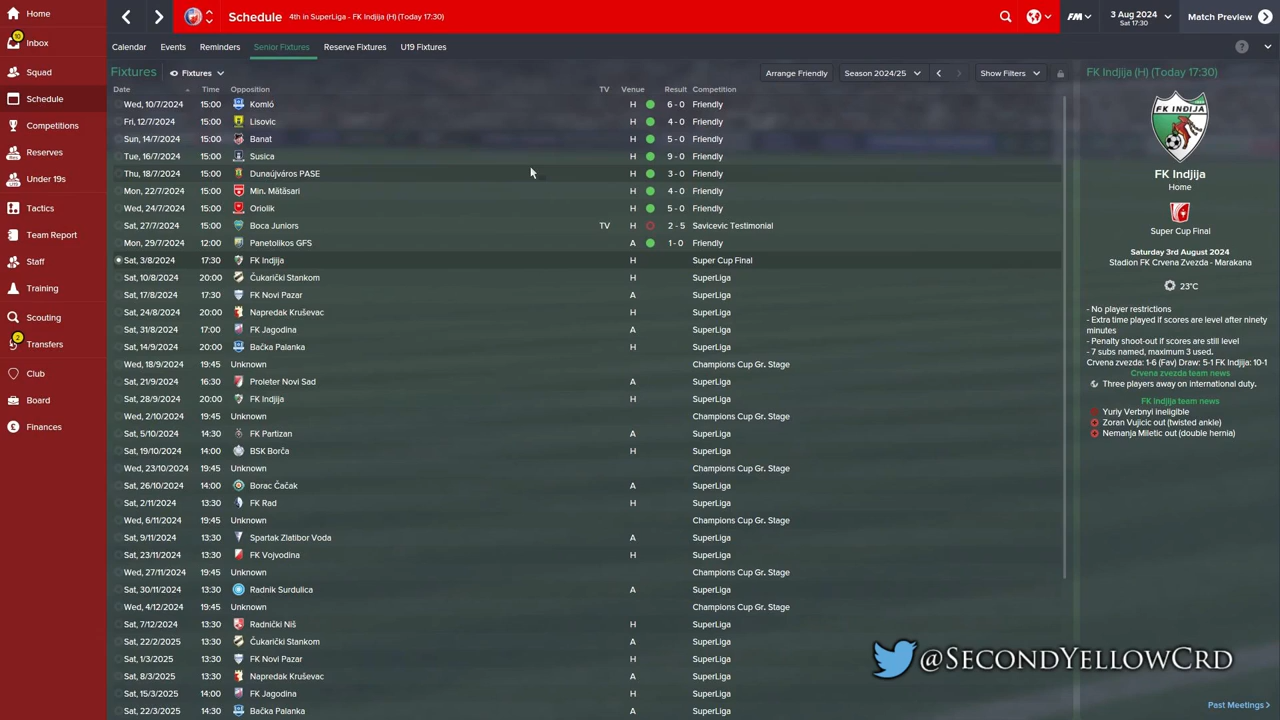 Home
10
Inbox
Squad
Schedule
Competitions
Reserves
Under 19s
Tactics
Team Report
Staff
Training
Scouting
2
Transfers
Club
Board
Finances
Schedule 4th in SuperLiga - FK Indjija (H) (Today 17:30)
FM
3 Aug 2024
Sat 17:30
Match Preview
Calendar Events Reminders Senior Fixtures Reserve Fixtures U19 Fixtures
Fixtures Fixtures Arrange Friendly Season 2024/25 Show Filters
Date Time Opposition TV Venue Result Competition
Wed, 10/7/2024 15:00 Komló H 6 - 0 Friendly
Fri, 12/7/2024 15:00 Lisovic H 4 - 0 Friendly
Sun, 14/7/2024 15:00 Banat H 5 - 0 Friendly
Tue, 16/7/2024 15:00 Susica H 9 - 0 Friendly
Thu, 18/7/2024 15:00 Dunaújváros PASE H 3 - 0 Friendly
Mon, 22/7/2024 15:00 Min. Mătăsari H 4 - 0 Friendly
Wed, 24/7/2024 15:00 Oriolik H 5 - 0 Friendly
Sat, 27/7/2024 15:00 Boca Juniors TV H 2 - 5 Savicevic Testimonial
Mon, 29/7/2024 12:00 Panetolikos GFS A 1 - 0 Friendly
Sat, 3/8/2024 17:30 FK Indjija H Super Cup Final
Sat, 10/8/2024 20:00 Čukarički Stankom H SuperLiga
Sat, 17/8/2024 17:30 FK Novi Pazar A SuperLiga
Sat, 24/8/2024 20:00 Napredak Kruševac H SuperLiga
Sat, 31/8/2024 17:00 FK Jagodina A SuperLiga
Sat, 14/9/2024 20:00 Bačka Palanka H SuperLiga
Wed, 18/9/2024 19:45 Unknown Champions Cup Gr. Stage
Sat, 21/9/2024 16:30 Proleter Novi Sad A SuperLiga
Sat, 28/9/2024 20:00 FK Indjija H SuperLiga
Wed, 2/10/2024 19:45 Unknown Champions Cup Gr. Stage
Sat, 5/10/2024 14:30 FK Partizan A SuperLiga
Sat, 19/10/2024 14:00 BSK Borča H SuperLiga
Wed, 23/10/2024 19:45 Unknown Champions Cup Gr. Stage
Sat, 26/10/2024 14:00 Borac Čačak A SuperLiga
Sat, 2/11/2024 13:30 FK Rad H SuperLiga
Wed, 6/11/2024 19:45 Unknown Champions Cup Gr. Stage
Sat, 9/11/2024 13:30 Spartak Zlatibor Voda A SuperLiga
Sat, 23/11/2024 13:30 FK Vojvodina H SuperLiga
Wed, 27/11/2024 19:45 Unknown Champions Cup Gr. Stage
Sat, 30/11/2024 13:30 Radnik Surdulica A SuperLiga
Wed, 4/12/2024 19:45 Unknown Champions Cup Gr. Stage
Sat, 7/12/2024 13:30 Radnički Niš H SuperLiga
Sat, 22/2/2025 13:30 Čukarički Stankom A SuperLiga
Sat, 1/3/2025 13:30 FK Novi Pazar H SuperLiga
Sat, 8/3/2025 13:30 Napredak Kruševac A SuperLiga
Sat, 15/3/2025 14:00 FK Jagodina H SuperLiga
Sat, 22/3/2025 14:30 Bačka Palanka A SuperLiga
FK Indjija (H) (Today 17:30)
FK INDIJA
FK Indjija
Home
Super Cup Final
Saturday 3rd August 2024
Stadion FK Crvena Zvezda - Marakana
23°C
- No player restrictions
- Extra time played if scores are level after ninety
minutes
- Penalty shoot-out if scores are still level
- 7 subs named, maximum 3 used.
Crvena zvezda: 1-6 (Fav) Draw: 5-1 FK Indjija: 10-1
Crvena zvezda team news
Three players away on international duty.
FK Indjija team news
Yuriy Verbnyi ineligible
Zoran Vujicic out (twisted ankle)
Nemanja Miletic out (double hernia)
@SecondYellowCrd
Past Meetings >